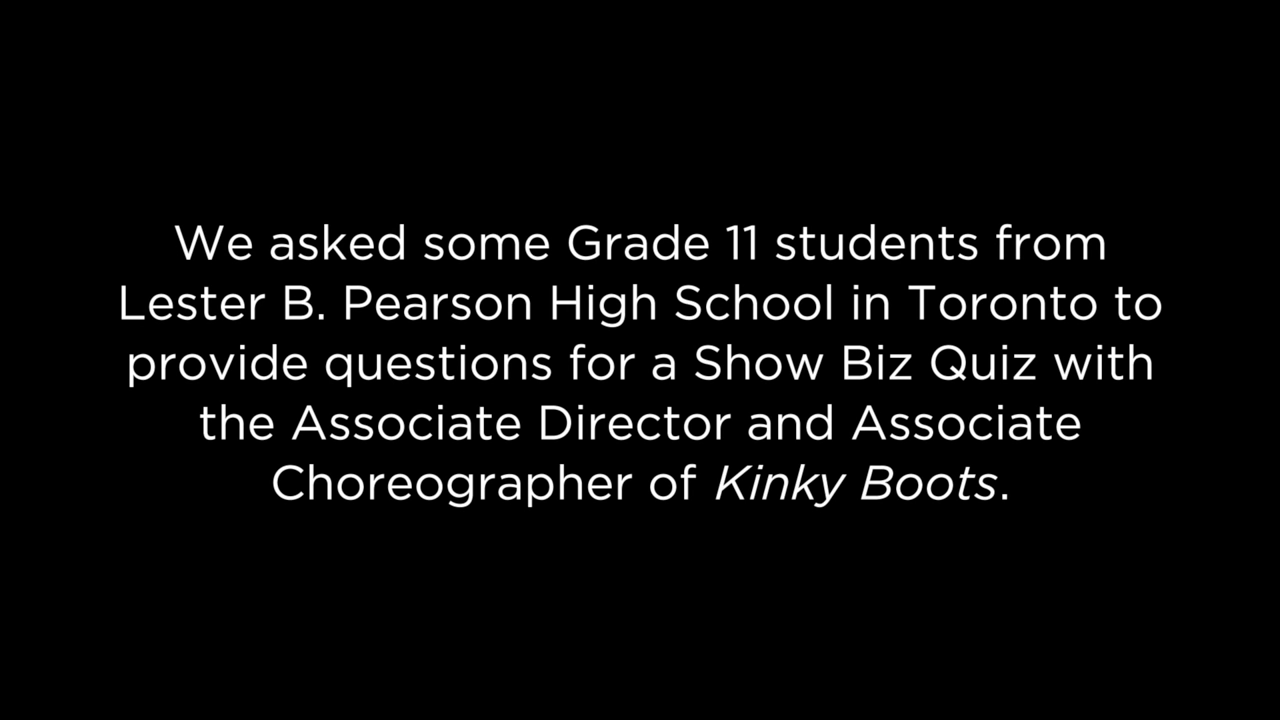 We asked some Grade 11 students from
Lester B. Pearson High School in Toronto to
provide questions for a Show Biz Quiz with
the Associate Director and Associate
Choreographer of Kinky Boots.